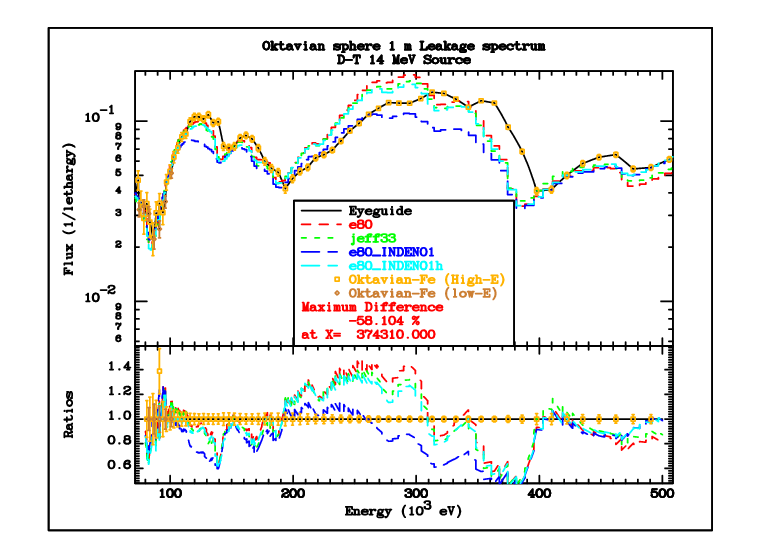 Oktavian sphere 1 m Leakage spectrum
D-T 14 MeV Source
Flux (1/lethargy)
10-1
9
8
7
6
5
4
3
2
10-2
9
8
7
6
Eyeguide
e80
jeff33
e80_INDEN01
e80_INDEN01h
Oktavian-Fe (High-E)
Oktavian-Fe (low-E)
Maximum Difference
-58.104 %
at X= 374310.000
Ratios
1.4
1.2
1.0
0.8
0.6
100 200 300 400 500
Energy (103 eV)